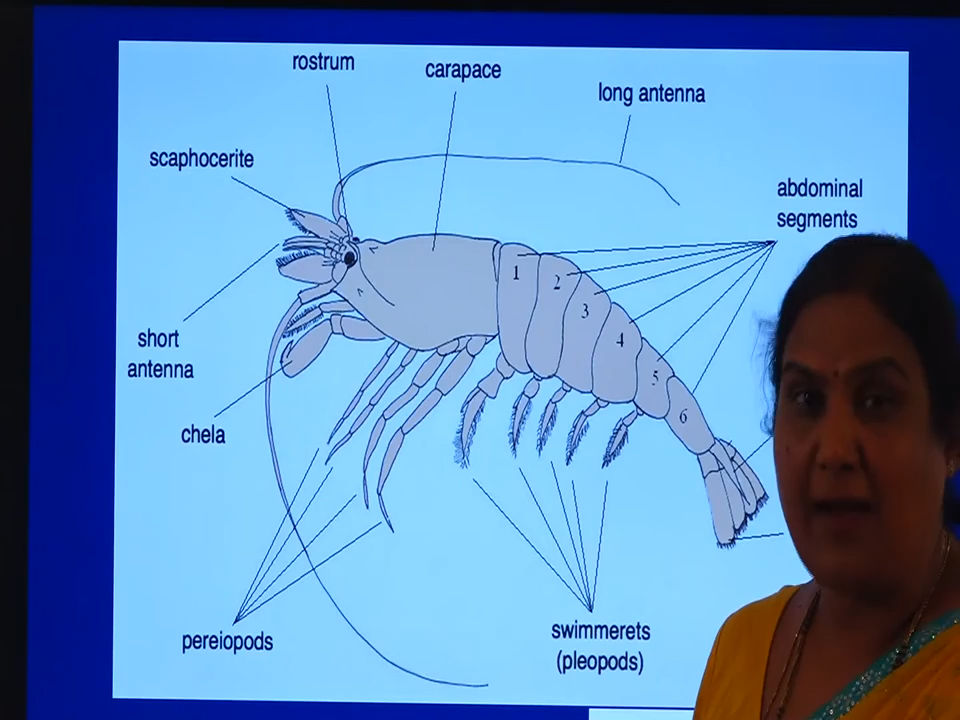 rostrum
carapace
long antenna
scaphocerite
abdominal
segments
1
2
3
4
5
6
short
antenna
chela
pereiopods
swimmerets
(pleopods)